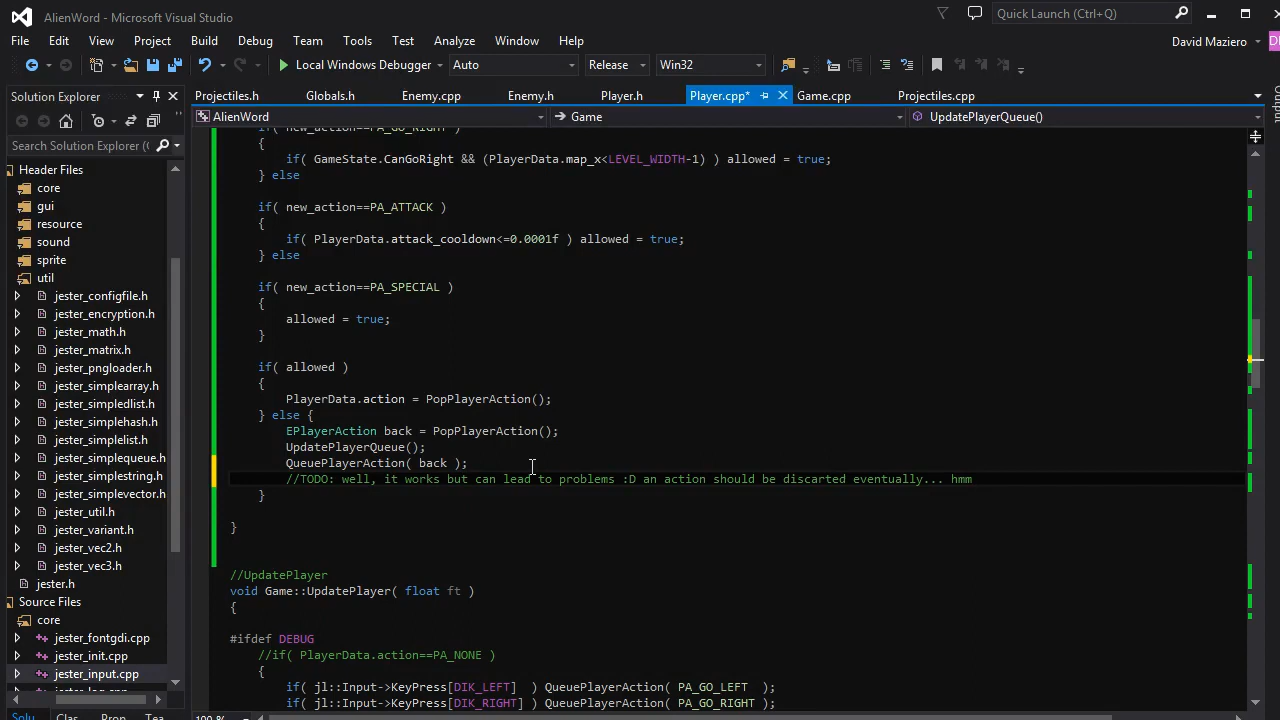 AlienWord - Microsoft Visual Studio
Quick Launch (Ctrl+Q)
File Edit View Project Build Debug Team Tools Test Analyze Window Help
David Maziero
Local Windows Debugger Auto Release Win32
Solution Explorer
Projectiles.h Globals.h Enemy.cpp Enemy.h Player.h Player.cpp* Game.cpp Projectiles.cpp
AlienWord Game UpdatePlayerQueue()
Search Solution Explorer (
Header Files
core
gui
resource
sound
sprite
util
jester_configfile.h
jester_encryption.h
jester_math.h
jester_matrix.h
jester_pngloader.h
jester_simplearray.h
jester_simpledlist.h
jester_simplehash.h
jester_simplelist.h
jester_simplequeue.h
jester_simplestring.h
jester_simplevector.h
jester_util.h
jester_variant.h
jester_vec2.h
jester_vec3.h
jester.h
Source Files
core
jester_fontgdi.cpp
jester_init.cpp
jester_input.cpp
if( new_action==PA_GO_RIGHT )
{
if( GameState.CanGoRight && (PlayerData.map_x<LEVEL_WIDTH-1) ) allowed = true;
} else
if( new_action==PA_ATTACK )
{
if( PlayerData.attack_cooldown<=0.0001f ) allowed = true;
} else
if( new_action==PA_SPECIAL )
{
allowed = true;
}
if( allowed )
{
PlayerData.action = PopPlayerAction();
} else {
EPlayerAction back = PopPlayerAction();
UpdatePlayerQueue();
QueuePlayerAction( back );
//TODO: well, it works but can lead to problems :D an action should be discarted eventually... hmm
}
}
//UpdatePlayer
void Game::UpdatePlayer( float ft )
{
#ifdef DEBUG
//if( PlayerData.action==PA_NONE )
{
if( jl::Input->KeyPress[DIK_LEFT] ) QueuePlayerAction( PA_GO_LEFT );
if( jl::Input->KeyPress[DIK_RIGHT] ) QueuePlayerAction( PA_GO_RIGHT );